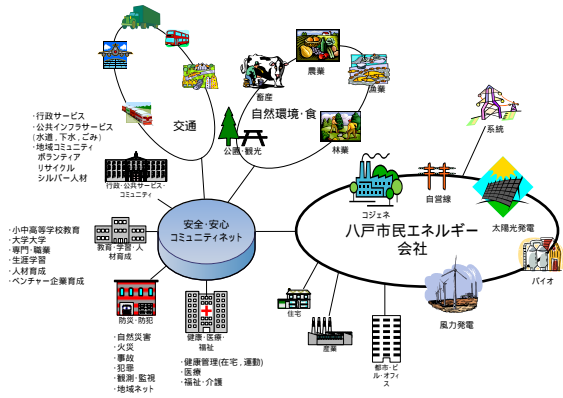 農業
畜産
漁業
自然環境･食
交通
林業
公園･観光
･行政サービス
･公共インフラサービス
(水道,下水,ごみ)
･地域コミュニティ
ボランティア
リサイクル
シルバー人材
行政･公共サービス･
コミュニティ
系統
自営線
コジェネ
太陽光発電
八戸市民エネルギー
会社
安全･安心
コミュニティネット
･小中高等学校教育
･大学大学
･専門･職業
･生涯学習
･人材育成
･ベンチャー企業育成
教育･学習･人
材育成
バイオ
風力発電
住宅
産業
都市･ビ
ル･オフィ
ス
防災･防犯
･自然災害
･火災
･事故
･犯罪
･観測･監視
･地域ネット
健康･医療･
福祉
･健康管理(在宅,運動)
･医療
･福祉･介護